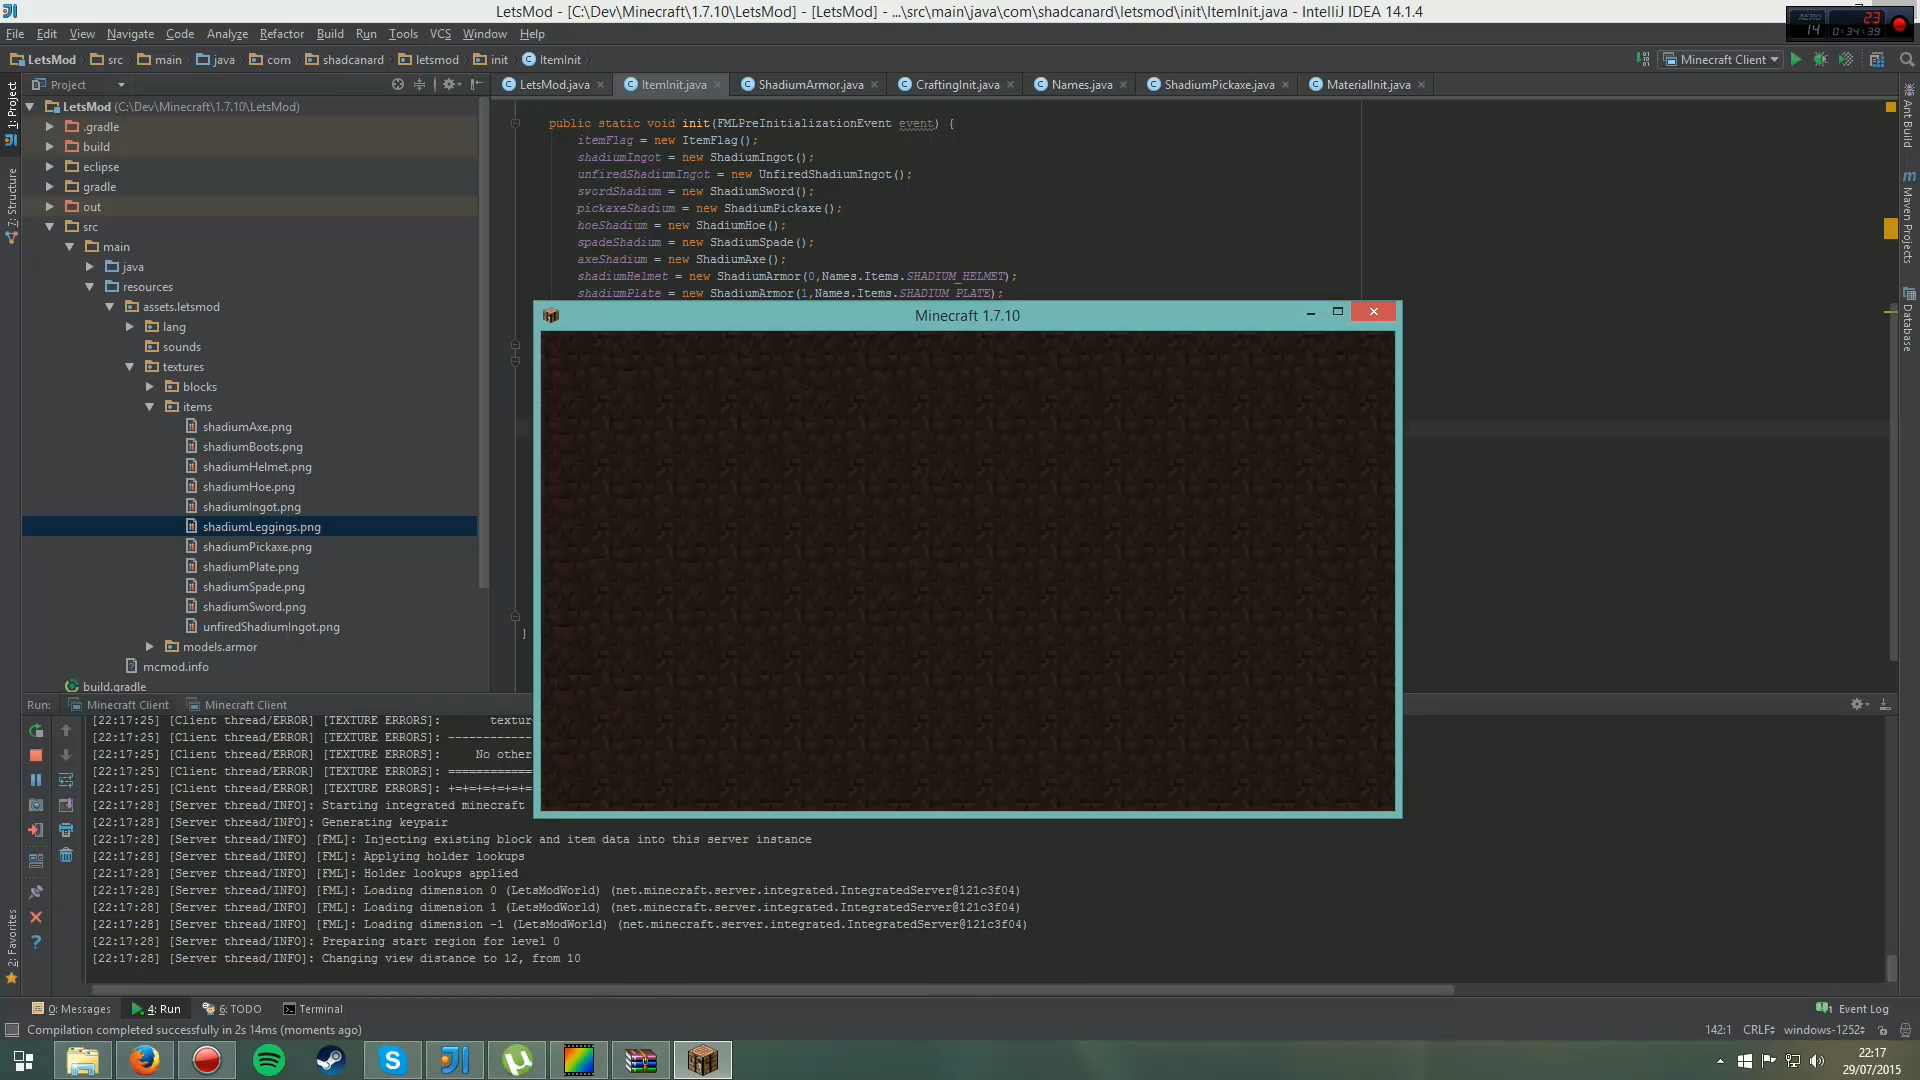 LetsMod - [C:\Dev\Minecraft\1.7.10\LetsMod] - [LetsMod] - ...\src\main\java\com\shadcanard\letsmod\init\ItemInit.java - IntelliJ IDEA 14.1.4
AERO 14 23 0:34:39
File Edit View Navigate Code Analyze Refactor Build Run Tools VCS Window Help
LetsMod src main java com shadcanard letsmod init ItemInit
Minecraft Client
Project
LetsMod.java ItemInit.java ShadiumArmor.java CraftingInit.java Names.java ShadiumPickaxe.java MaterialInit.java
1: Project
7: Structure
2: Favorites
Ant Build
Maven Projects
Database
LetsMod (C:\Dev\Minecraft\1.7.10\LetsMod)
.gradle
build
eclipse
gradle
out
src
main
java
resources
assets.letsmod
lang
sounds
textures
blocks
items
shadiumAxe.png
shadiumBoots.png
shadiumHelmet.png
shadiumHoe.png
shadiumIngot.png
shadiumLeggings.png
shadiumPickaxe.png
shadiumPlate.png
shadiumSpade.png
shadiumSword.png
unfiredShadiumIngot.png
models.armor
mcmod.info
build.gradle
public static void init(FMLPreInitializationEvent event) {
itemFlag = new ItemFlag();
shadiumIngot = new ShadiumIngot();
unfiredShadiumIngot = new UnfiredShadiumIngot();
swordShadium = new ShadiumSword();
pickaxeShadium = new ShadiumPickaxe();
hoeShadium = new ShadiumHoe();
spadeShadium = new ShadiumSpade();
axeShadium = new ShadiumAxe();
shadiumHelmet = new ShadiumArmor(0,Names.Items.SHADIUM_HELMET);
shadiumPlate = new ShadiumArmor(1,Names.Items.SHADIUM_PLATE);
}
Minecraft 1.7.10
Run: Minecraft Client Minecraft Client
[22:17:25] [Client thread/ERROR] [TEXTURE ERRORS]: textur
[22:17:25] [Client thread/ERROR] [TEXTURE ERRORS]: ------------
[22:17:25] [Client thread/ERROR] [TEXTURE ERRORS]: No other
[22:17:25] [Client thread/ERROR] [TEXTURE ERRORS]: ============
[22:17:25] [Client thread/ERROR] [TEXTURE ERRORS]: +=+=+=+=+=+=
[22:17:28] [Server thread/INFO]: Starting integrated minecraft
[22:17:28] [Server thread/INFO]: Generating keypair
[22:17:28] [Server thread/INFO] [FML]: Injecting existing block and item data into this server instance
[22:17:28] [Server thread/INFO] [FML]: Applying holder lookups
[22:17:28] [Server thread/INFO] [FML]: Holder lookups applied
[22:17:28] [Server thread/INFO] [FML]: Loading dimension 0 (LetsModWorld) (net.minecraft.server.integrated.IntegratedServer@121c3f04)
[22:17:28] [Server thread/INFO] [FML]: Loading dimension 1 (LetsModWorld) (net.minecraft.server.integrated.IntegratedServer@121c3f04)
[22:17:28] [Server thread/INFO] [FML]: Loading dimension -1 (LetsModWorld) (net.minecraft.server.integrated.IntegratedServer@121c3f04)
[22:17:28] [Server thread/INFO]: Preparing start region for level 0
[22:17:28] [Server thread/INFO]: Changing view distance to 12, from 10
0: Messages 4: Run 6: TODO Terminal
1 Event Log
Compilation completed successfully in 2s 14ms (moments ago)
142:1 CRLF÷ windows-1252÷
22:17
29/07/2015